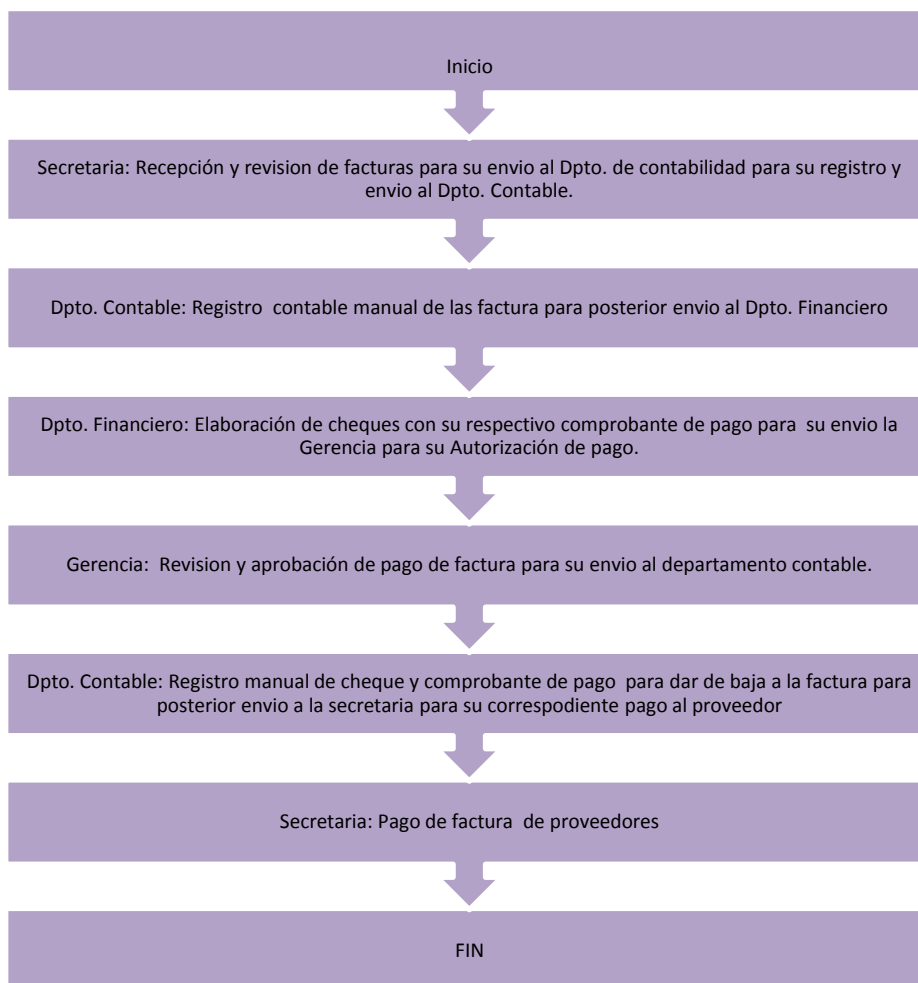 Inicio
Secretaria: Recepción y revision de facturas para su envio al Dpto. de contabilidad para su registro y
envio al Dpto. Contable.
Dpto. Contable: Registro contable manual de las factura para posterior envio al Dpto. Financiero
Dpto. Financiero: Elaboración de cheques con su respectivo comprobante de pago para su envio la
Gerencia para su Autorización de pago.
Gerencia: Revision y aprobación de pago de factura para su envio al departamento contable.
Dpto. Contable: Registro manual de cheque y comprobante de pago para dar de baja a la factura para
posterior envio a la secretaria para su correspodiente pago al proveedor
Secretaria: Pago de factura de proveedores
FIN